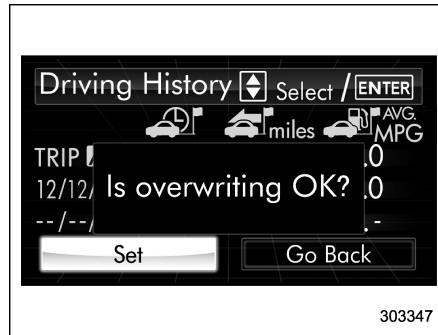 Driving History Select / ENTER
miles AVG. MPG
TRIP .0
12/12/ .0
Is overwriting OK?
--/--/ .-
Set Go Back
303347